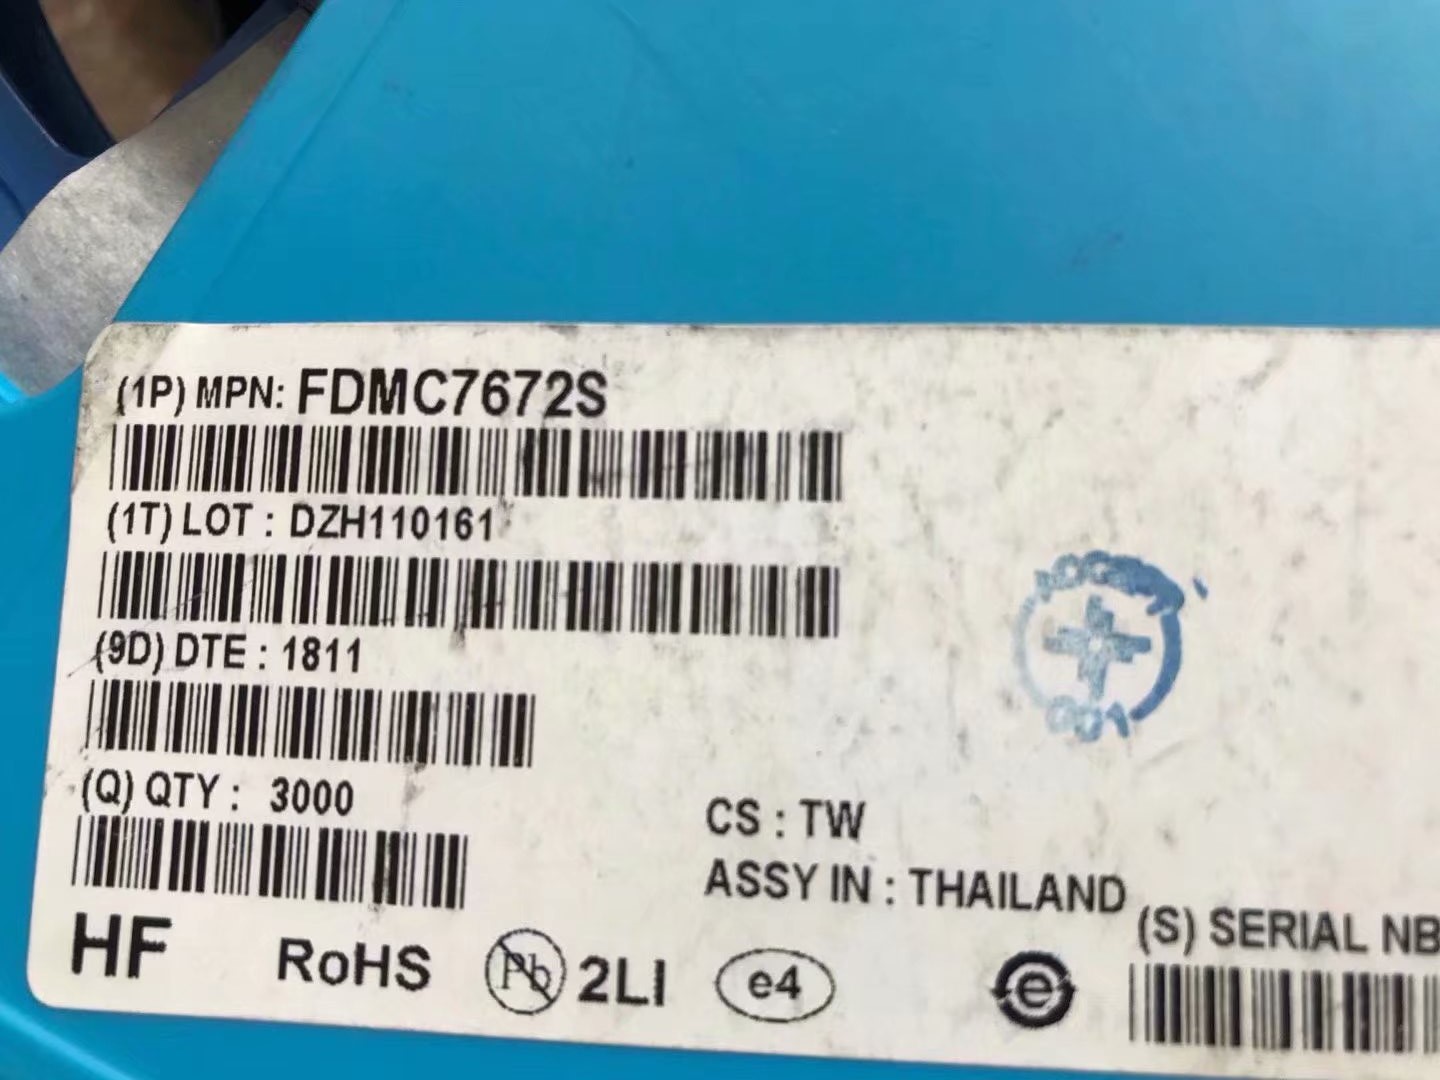 (1P) MPN: FDMC7672S
(1T) LOT : DZH110161
(9D) DTE : 1811
(Q) QTY : 3000
CS : TW
ASSY IN : THAILAND
(S) SERIAL NB
HF
RoHS
Pb
2LI
e4
e
001